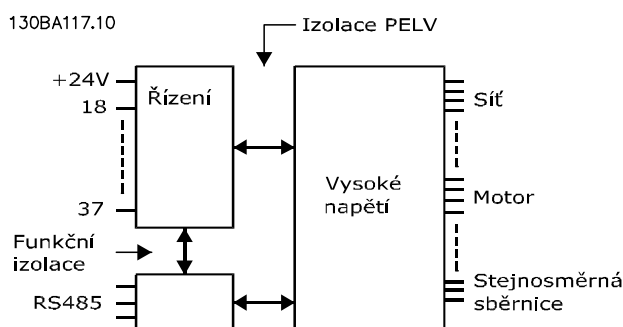 130BA117.10
Izolace PELV
+24V
Řízení
18
Síť
Vysoké
napětí
Motor
37
Funkční
izolace
Stejnosměrná
sběrnice
RS485